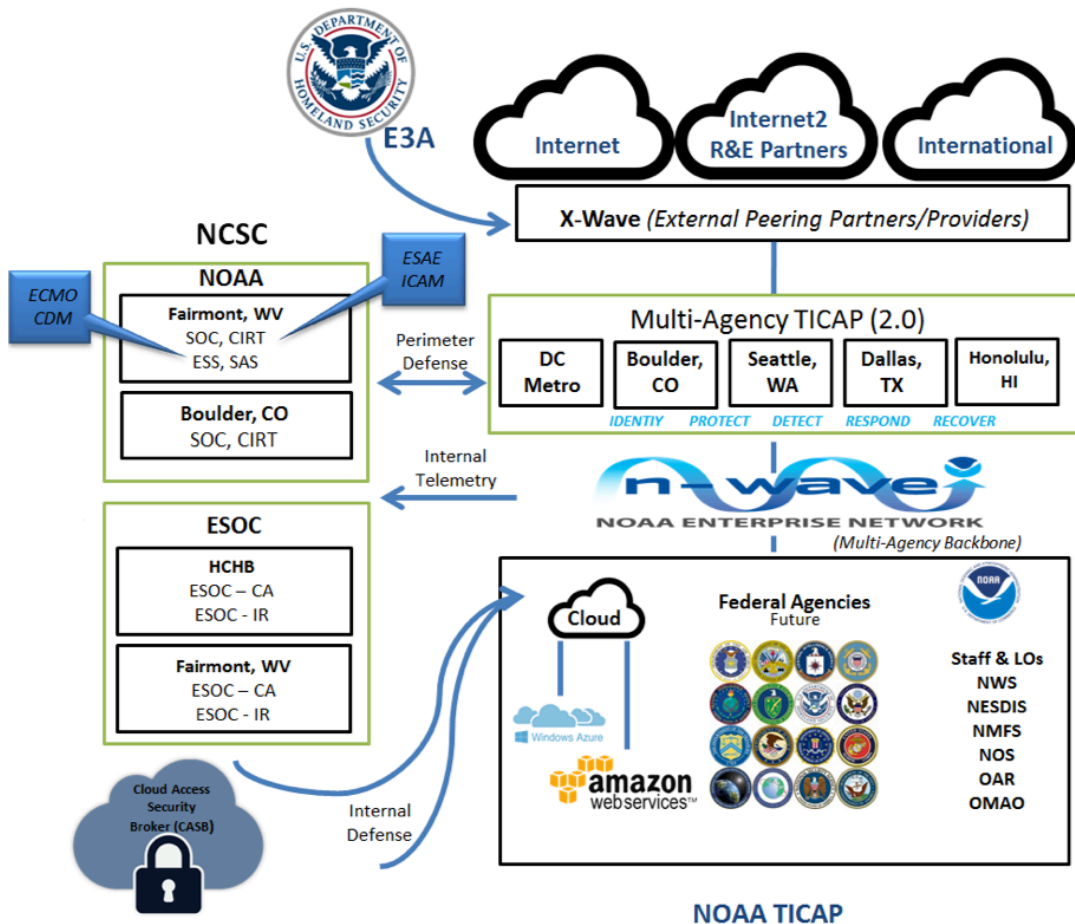 U.S. DEPARTMENT OF
HOMELAND SECURITY
E3A
Internet
Internet2
R&E Partners
International
X-Wave (External Peering Partners/Providers)
NCSC
NOAA
ECMO
CDM
ESAE
ICAM
Fairmont, WV
SOC, CIRT
ESS, SAS
Boulder, CO
SOC, CIRT
Perimeter
Defense
Multi-Agency TICAP (2.0)
DC
Metro
Boulder,
CO
Seattle,
WA
Dallas,
TX
Honolulu,
HI
IDENTIY PROTECT DETECT RESPOND RECOVER
Internal
Telemetry
n-wave
NOAA ENTERPRISE NETWORK
(Multi-Agency Backbone)
ESOC
HCHB
ESOC – CA
ESOC - IR
Fairmont, WV
ESOC – CA
ESOC - IR
Cloud Access
Security
Broker (CASB)
Internal
Defense
Cloud
Windows Azure
amazon
webservices™
Federal Agencies
Future
NOAA
Staff & LOs
NWS
NESDIS
NMFS
NOS
OAR
OMAO
NOAA TICAP